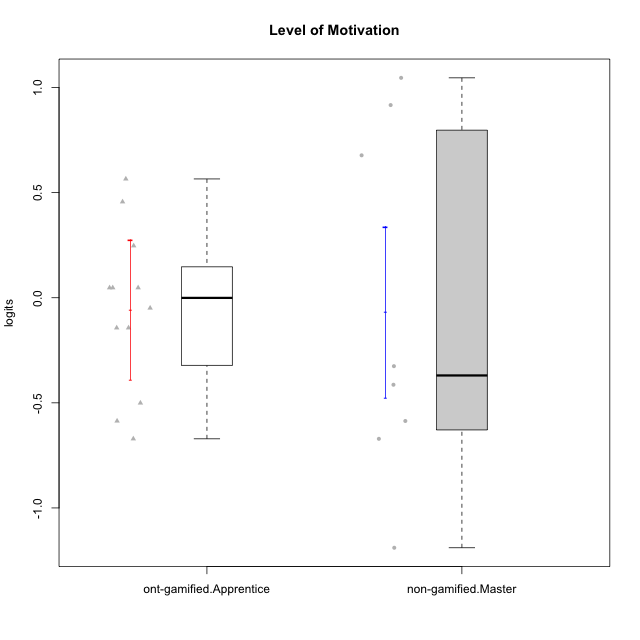 Level of Motivation
logits
1.0
0.5
0.0
-0.5
-1.0
ont-gamified.Apprentice
non-gamified.Master